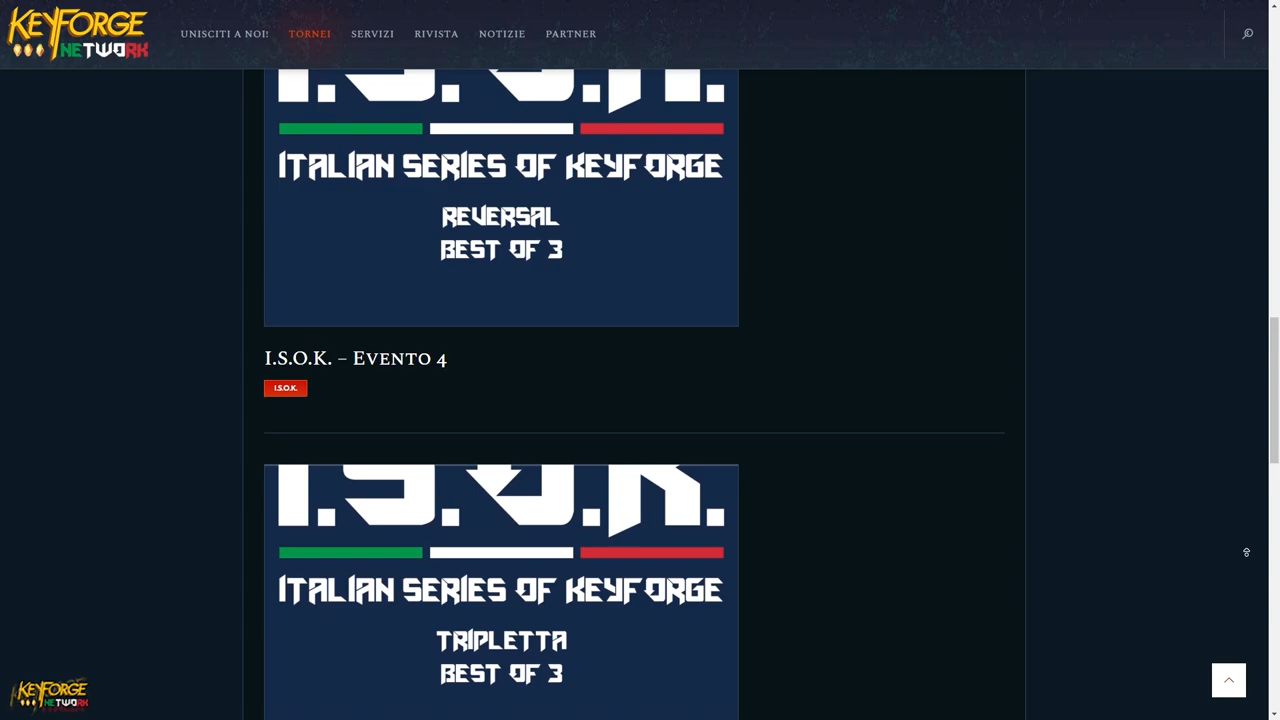 KEYFORGE
NETWORK
UNISCITI A NOI!
TORNEI
SERVIZI
RIVISTA
NOTIZIE
PARTNER
I.S.O.K.
ITALIAN SERIES OF KEYFORGE
REVERSAL
BEST OF 3
I.S.O.K. – Evento 4
I.S.O.K.
I.S.O.K.
ITALIAN SERIES OF KEYFORGE
TRIPLETTA
BEST OF 3
KEYFORGE
NETWORK